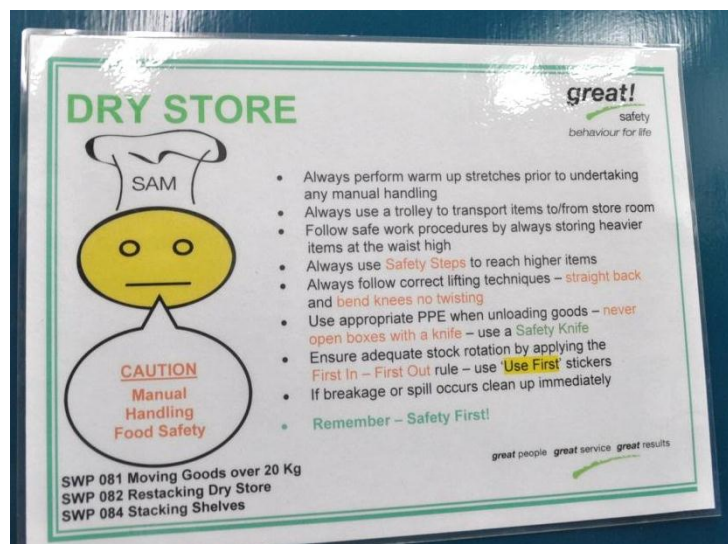 DRY STORE
great!
safety
behaviour for life
SAM
• Always perform warm up stretches prior to undertaking
any manual handling
• Always use a trolley to transport items to/from store room
• Follow safe work procedures by always storing heavier
items at the waist high
• Always use Safety Steps to reach higher items
• Always follow correct lifting techniques – straight back
and bend knees no twisting
• Use appropriate PPE when unloading goods – never
open boxes with a knife – use a Safety Knife
• Ensure adequate stock rotation by applying the
First In – First Out rule – use ‘Use First’ stickers
• If breakage or spill occurs clean up immediately
• Remember – Safety First!
CAUTION
Manual
Handling
Food Safety
great people great service great results
SWP 081 Moving Goods over 20 Kg
SWP 082 Restacking Dry Store
SWP 084 Stacking Shelves